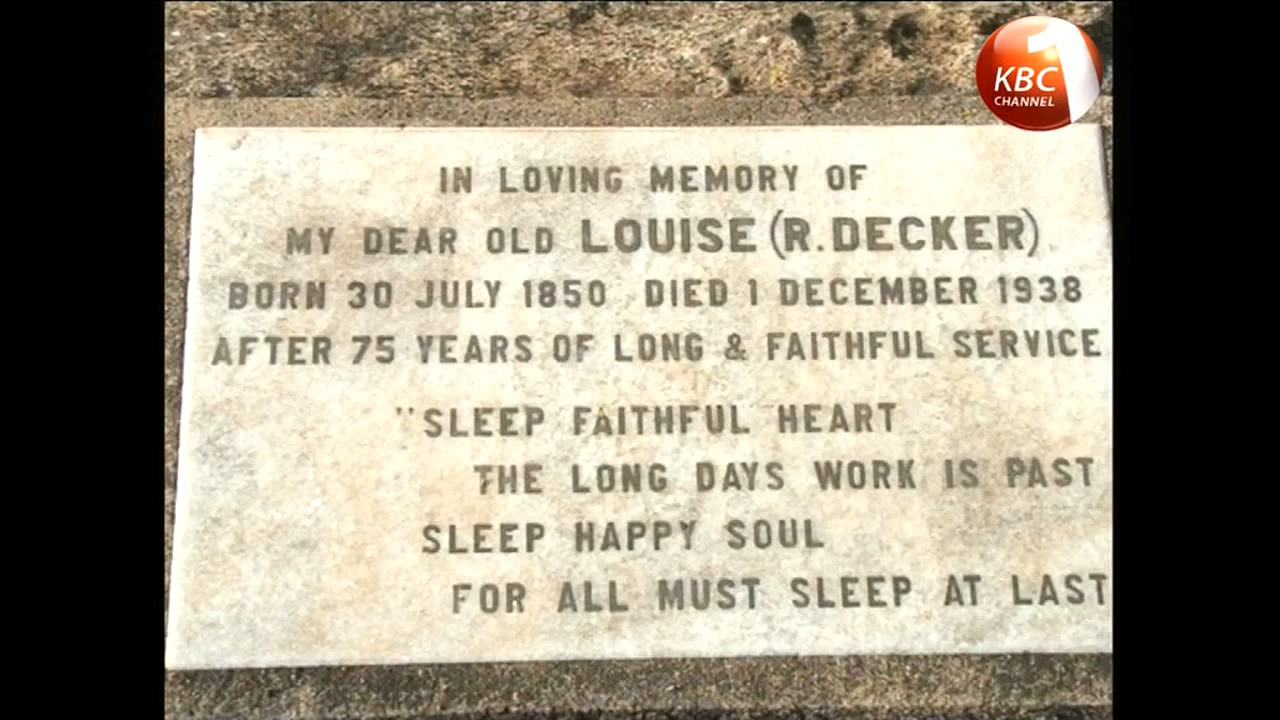 1
KBC
CHANNEL
IN LOVING MEMORY OF
MY DEAR OLD LOUISE (R. DECKER)
BORN 30 JULY 1850 DIED 1 DECEMBER 1938
AFTER 75 YEARS OF LONG & FAITHFUL SERVICE
"SLEEP FAITHFUL HEART
THE LONG DAYS WORK IS PAST
SLEEP HAPPY SOUL
FOR ALL MUST SLEEP AT LAST